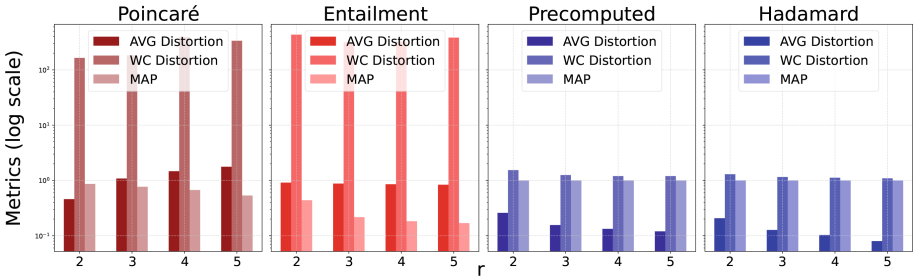 Poincaré
Entailment
Precomputed
Hadamard
Metrics (log scale)
10²
10¹
10⁰
10⁻¹
AVG Distortion
WC Distortion
MAP
AVG Distortion
WC Distortion
MAP
AVG Distortion
WC Distortion
MAP
AVG Distortion
WC Distortion
MAP
2 3 4 5
2 3 4 5
2 3 4 5
2 3 4 5
r